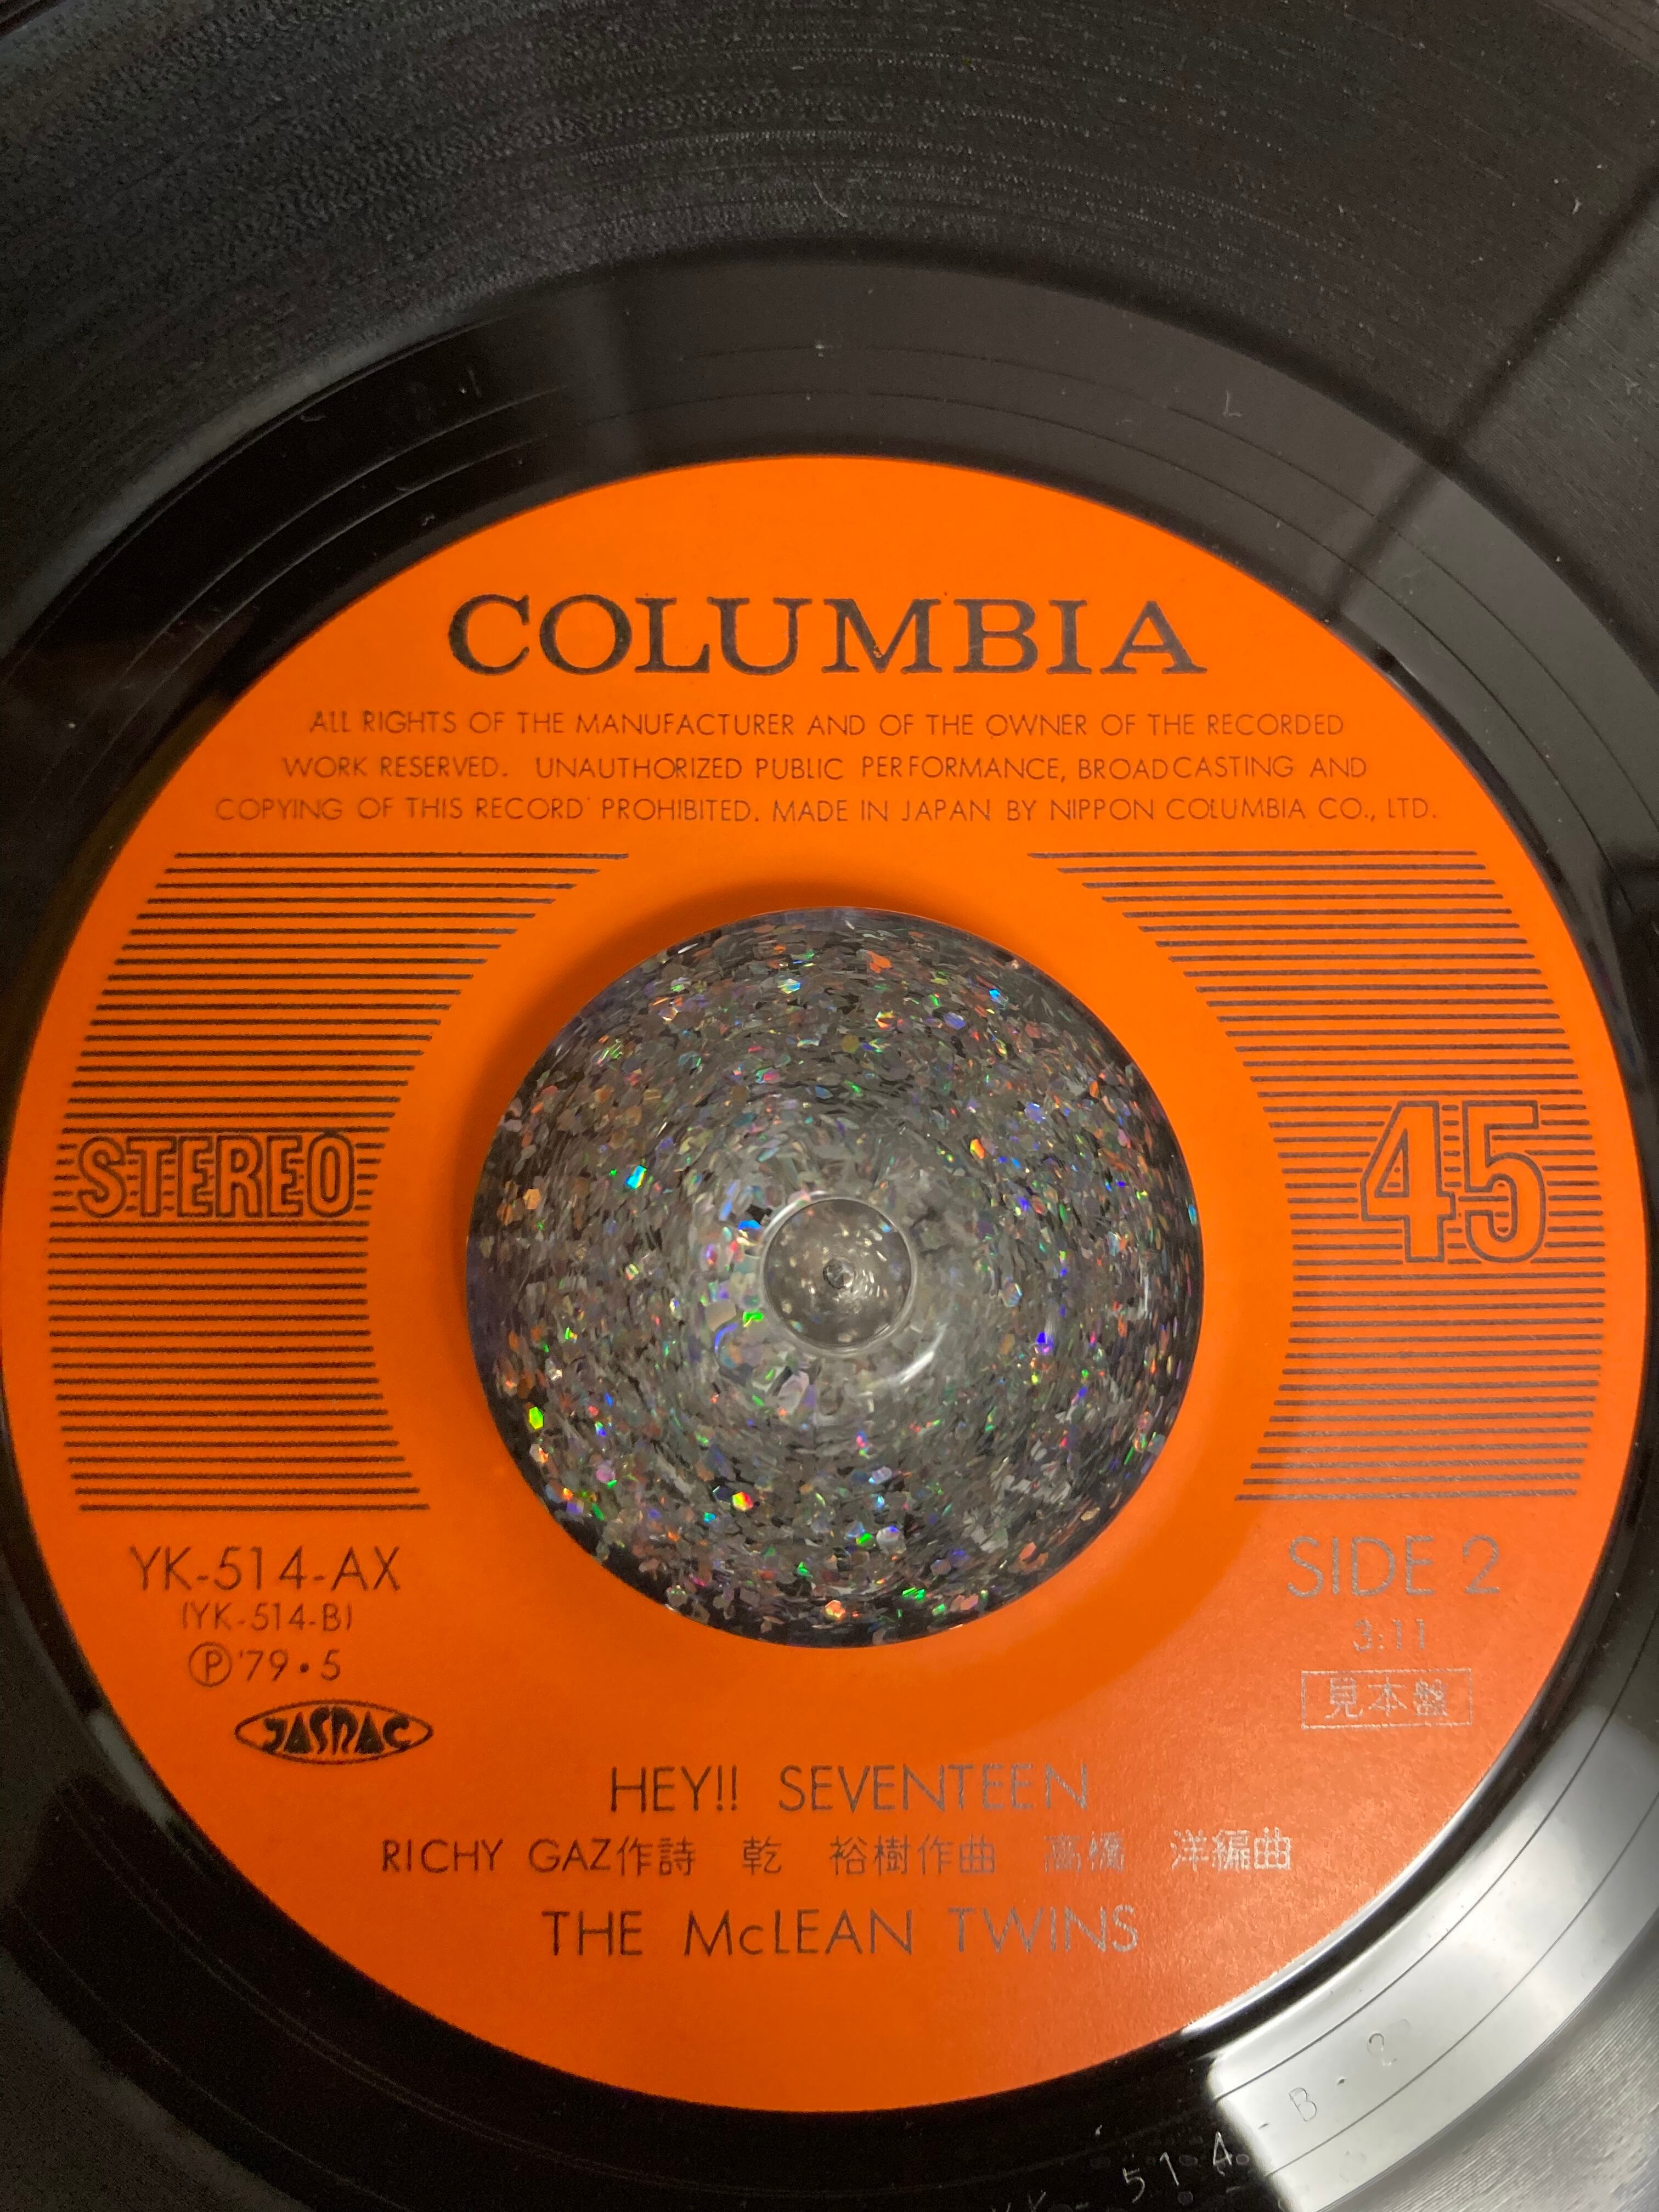 COLUMBIA
ALL RIGHTS OF THE MANUFACTURER AND OF THE OWNER OF THE RECORDED
WORK RESERVED. UNAUTHORIZED PUBLIC PERFORMANCE, BROADCASTING AND
COPYING OF THIS RECORD PROHIBITED. MADE IN JAPAN BY NIPPON COLUMBIA CO., LTD.
STEREO
45
YK-514-AX
(YK-514-B)
Ⓟ'79・5
JASRAC
SIDE 2
3:11
見本盤
HEY!! SEVENTEEN
RICHY GAZ作詩 乾 裕樹作曲 高橋 洋編曲
THE McLEAN TWINS
514 - B - 2